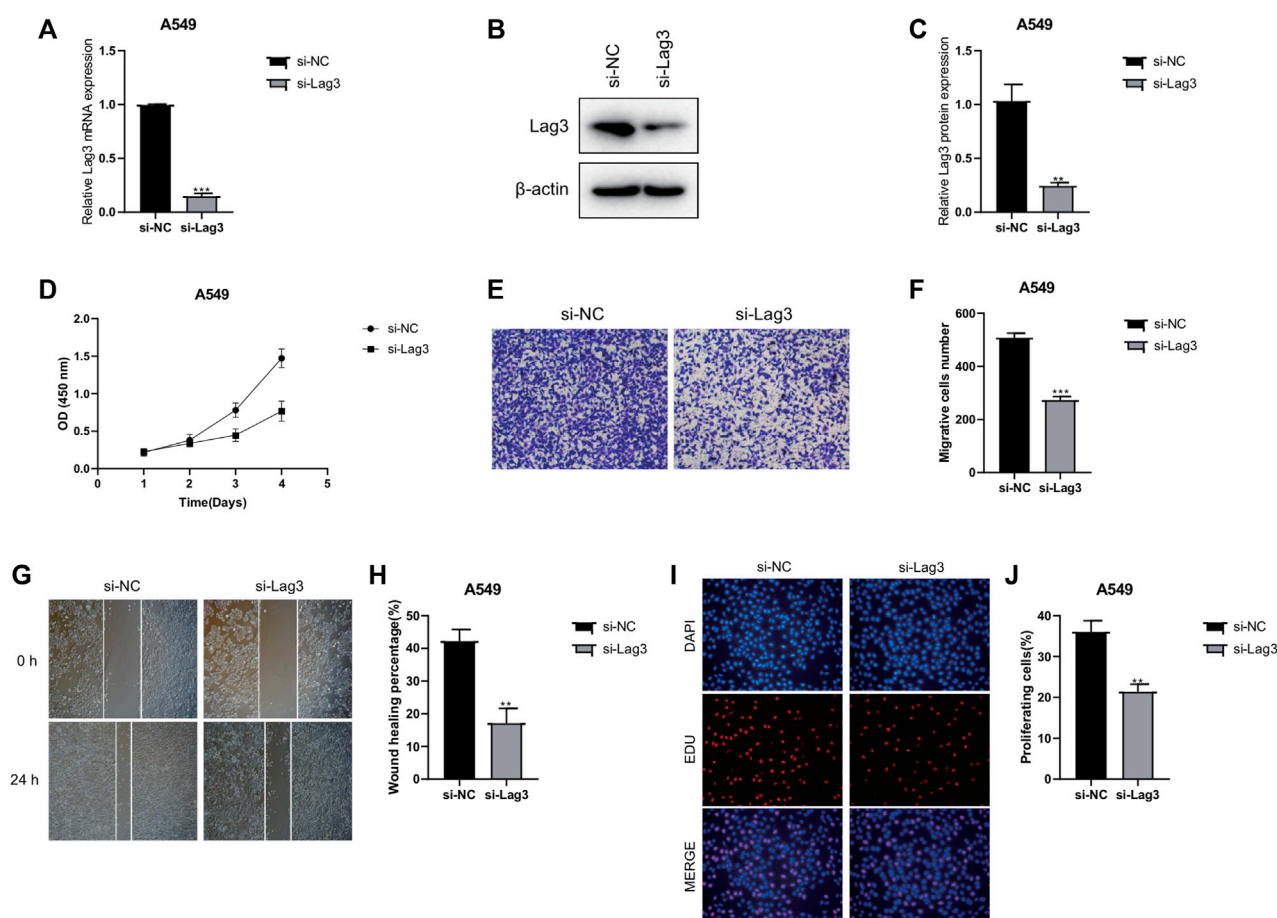 A
A549
Relative Lag3 mRNA expression
1.5
1.0
0.5
0.0
***
si-NC
si-Lag3
si-NC
si-Lag3
B
si-NC
si-Lag3
Lag3
β-actin
C
A549
Relative Lag3 protein expression
1.5
1.0
0.5
0.0
**
si-NC
si-Lag3
si-NC
si-Lag3
D
A549
OD (450 nm)
2.0
1.5
1.0
0.5
0.0
0 1 2 3 4 5
Time(Days)
si-NC
si-Lag3
E
si-NC
si-Lag3
F
A549
Migrative cells number
600
400
200
0
***
si-NC
si-Lag3
si-NC
si-Lag3
G
si-NC
si-Lag3
0 h
24 h
H
A549
Wound healing percentage(%)
50
40
30
20
10
0
**
si-NC
si-Lag3
si-NC
si-Lag3
I
si-NC
si-Lag3
DAPI
EDU
MERGE
J
A549
Proliferating cells(%)
40
30
20
10
0
**
si-NC
si-Lag3
si-NC
si-Lag3